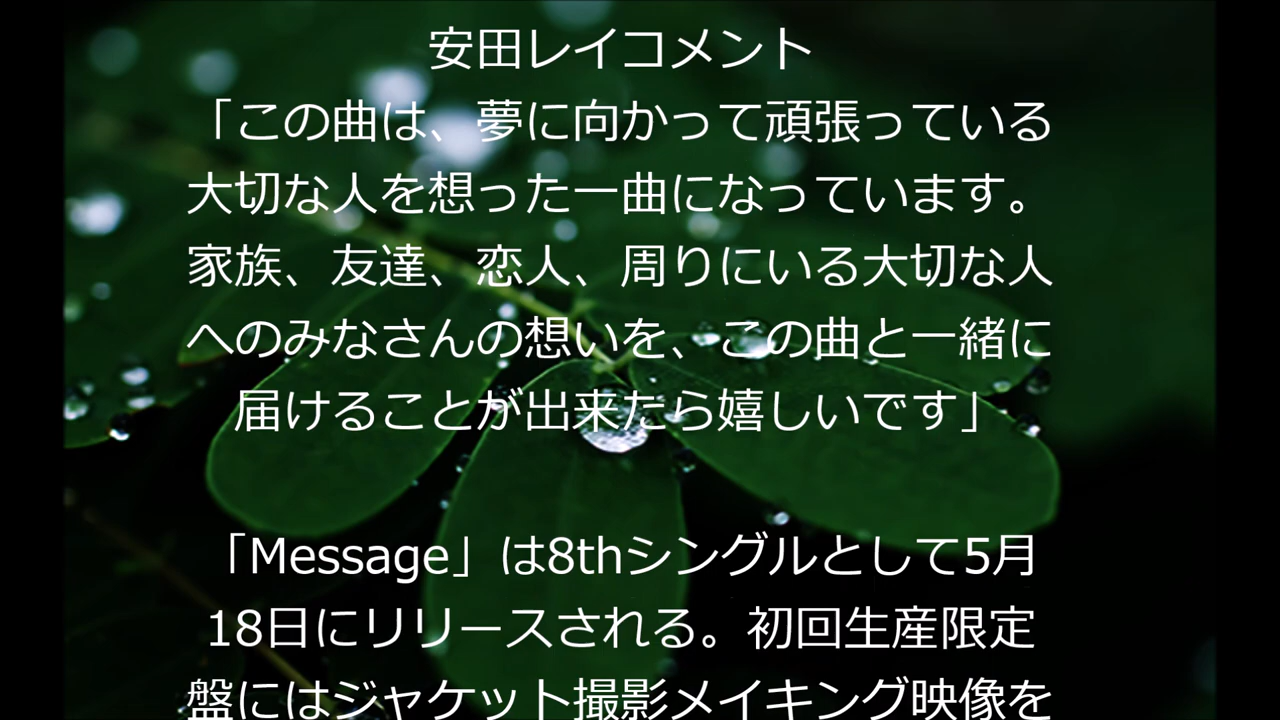 安田レイコメント
「この曲は、夢に向かって頑張っている
大切な人を想った一曲になっています。
家族、友達、恋人、周りにいる大切な人
へのみなさんの想いを、この曲と一緒に
届けることが出来たら嬉しいです」
「Message」は8thシングルとして5月
18日にリリースされる。初回生産限定
盤にはジャケット撮影メイキング映像を